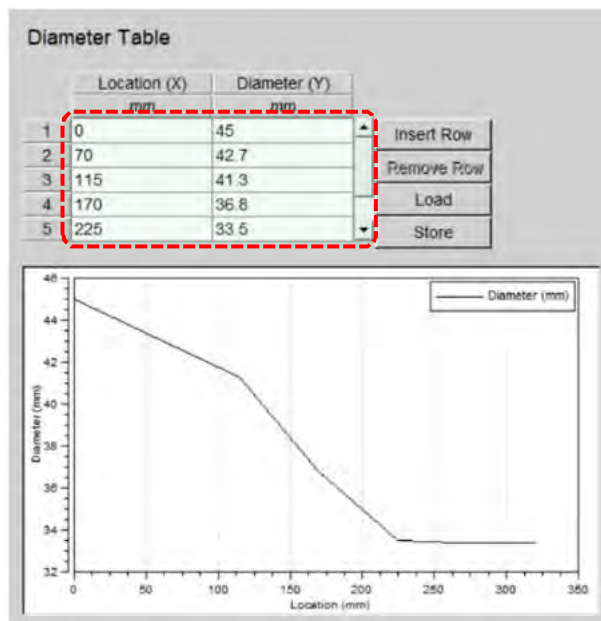 Diameter Table
Location (X) Diameter (Y)
mm mm
1 0 45 Insert Row
2 70 42.7 Remove Row
3 115 41.3
4 170 36.8 Load
5 225 33.5 Store
46
44
42
40
38
36
34
32
Diameter (mm)
Diameter (mm)
0 50 100 150 200 250 300 350
Location (mm)